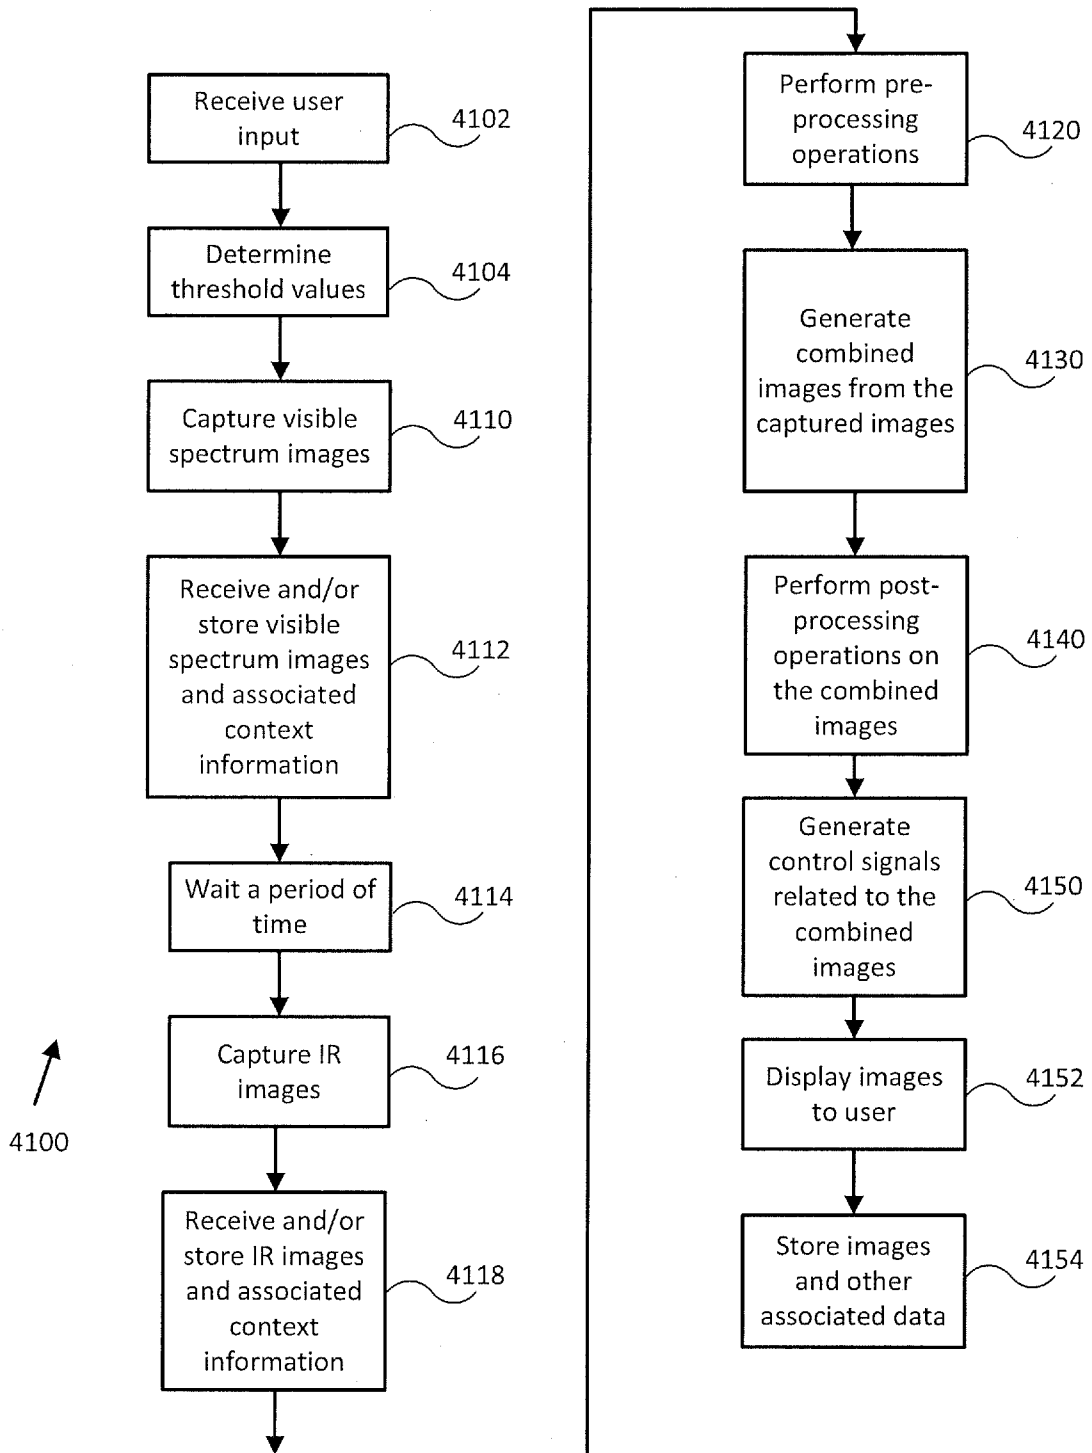 Receive user
input
4102
Determine
threshold values
4104
Capture visible
spectrum images
4110
Receive and/or
store visible
spectrum images
and associated
context
information
4112
Wait a period of
time
4114
Capture IR
images
4116
Receive and/or
store IR images
and associated
context
information
4118
4100
Perform pre-
processing
operations
4120
Generate
combined
images from the
captured images
4130
Perform post-
processing
operations on
the combined
images
4140
Generate
control signals
related to the
combined
images
4150
Display images
to user
4152
Store images
and other
associated data
4154